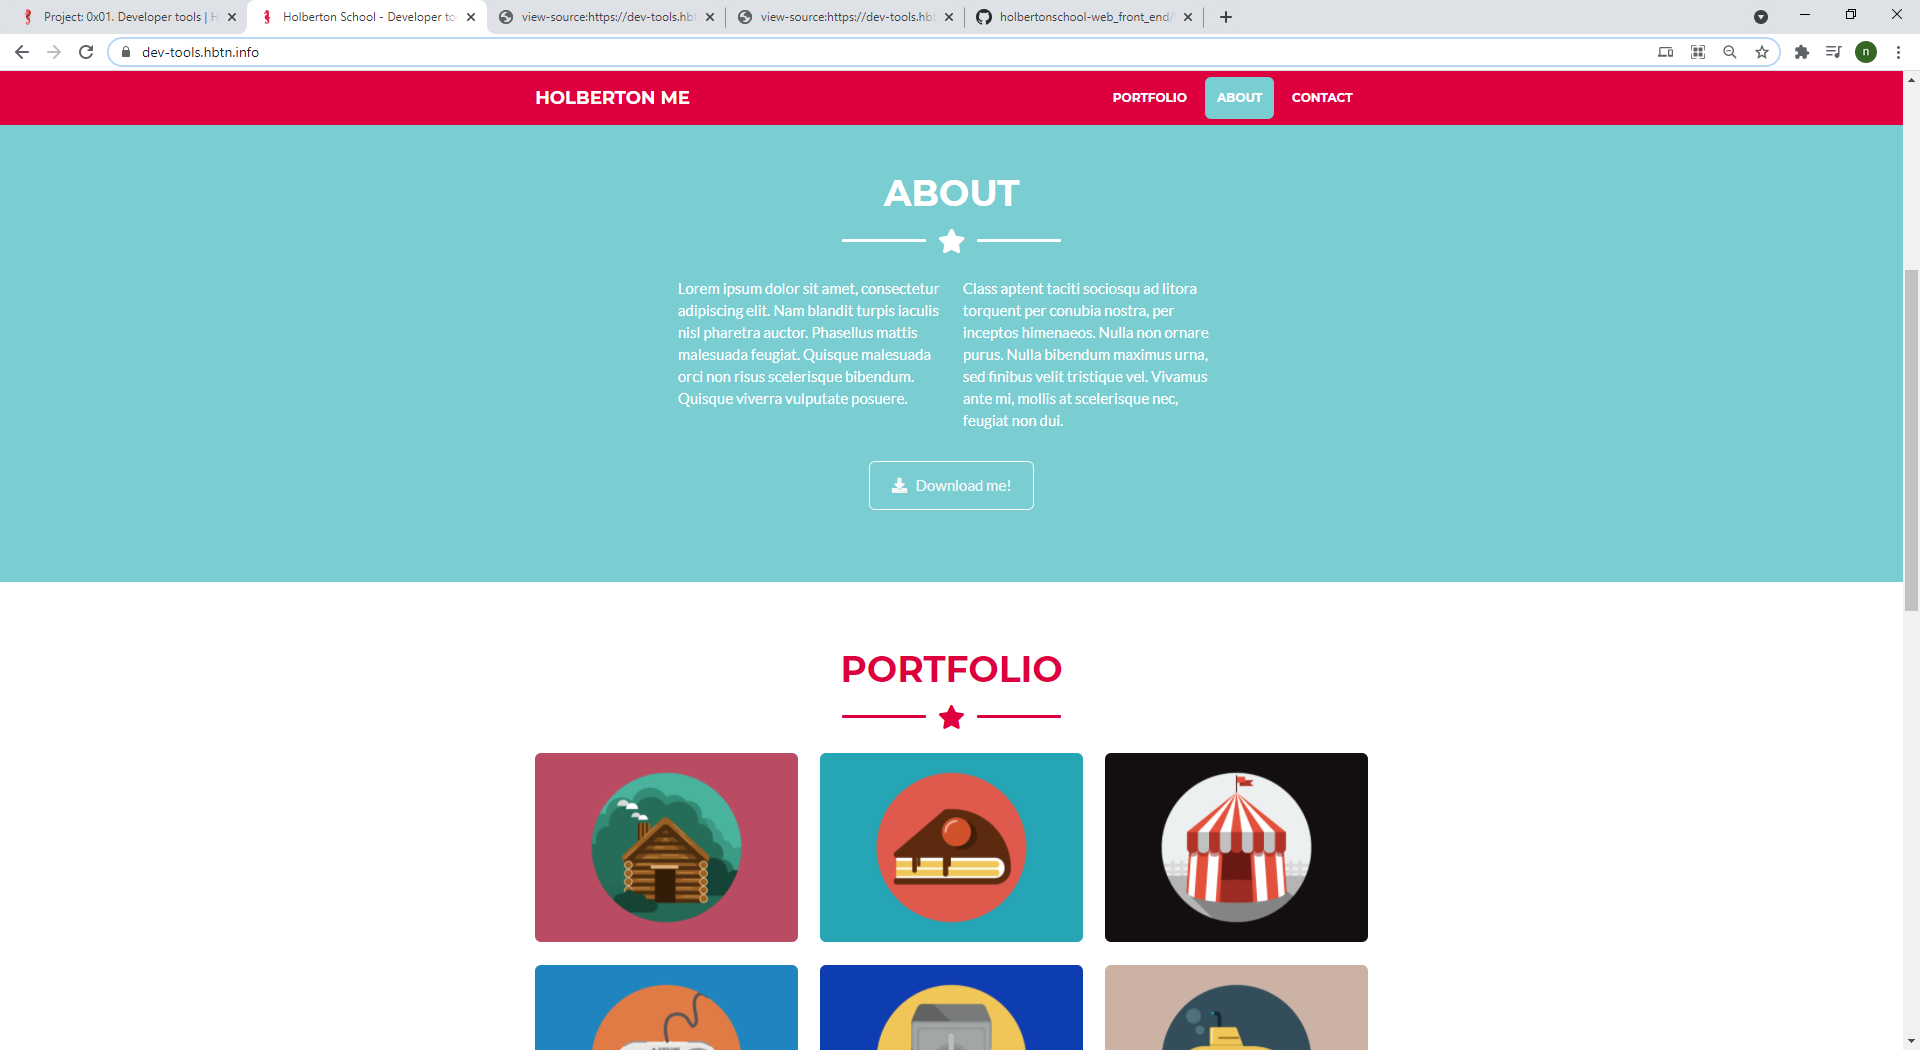 Project: 0x01. Developer tools | H
Holberton School - Developer to
view-source:https://dev-tools.hbt
view-source:https://dev-tools.hbt
holbertonschool-web_front_end/
dev-tools.hbtn.info
n
HOLBERTON ME
PORTFOLIO
ABOUT
CONTACT
ABOUT
Lorem ipsum dolor sit amet, consectetur
adipiscing elit. Nam blandit turpis iaculis
nisl pharetra auctor. Phasellus mattis
malesuada feugiat. Quisque malesuada
orci non risus scelerisque bibendum.
Quisque viverra vulputate posuere.
Class aptent taciti sociosqu ad litora
torquent per conubia nostra, per
inceptos himenaeos. Nulla non ornare
purus. Nulla bibendum maximus urna,
sed finibus velit tristique vel. Vivamus
ante mi, mollis at scelerisque nec,
feugiat non dui.
Download me!
PORTFOLIO